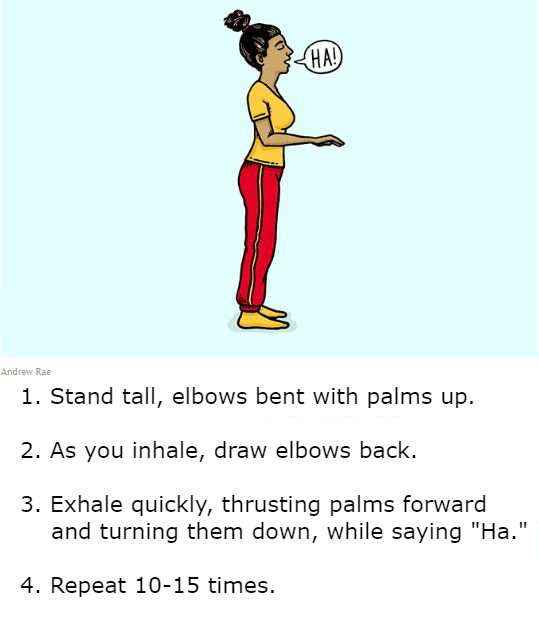 HA!
Andrew Rae
1. Stand tall, elbows bent with palms up.
2. As you inhale, draw elbows back.
3. Exhale quickly, thrusting palms forward
and turning them down, while saying "Ha."
4. Repeat 10-15 times.